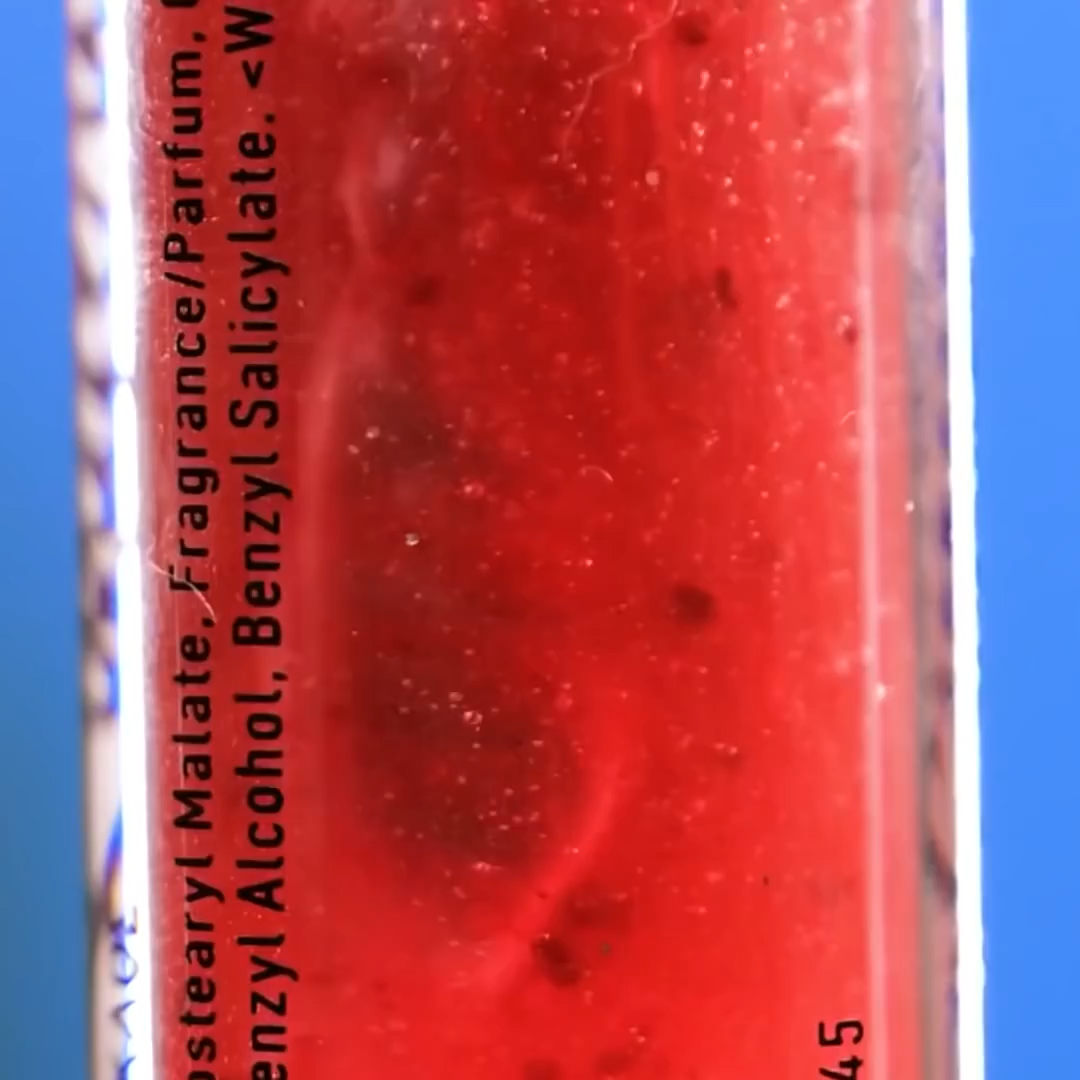 ostearyl Malate, Fragrance/Parfum,
enzyl Alcohol, Benzyl Salicylate. <W
45